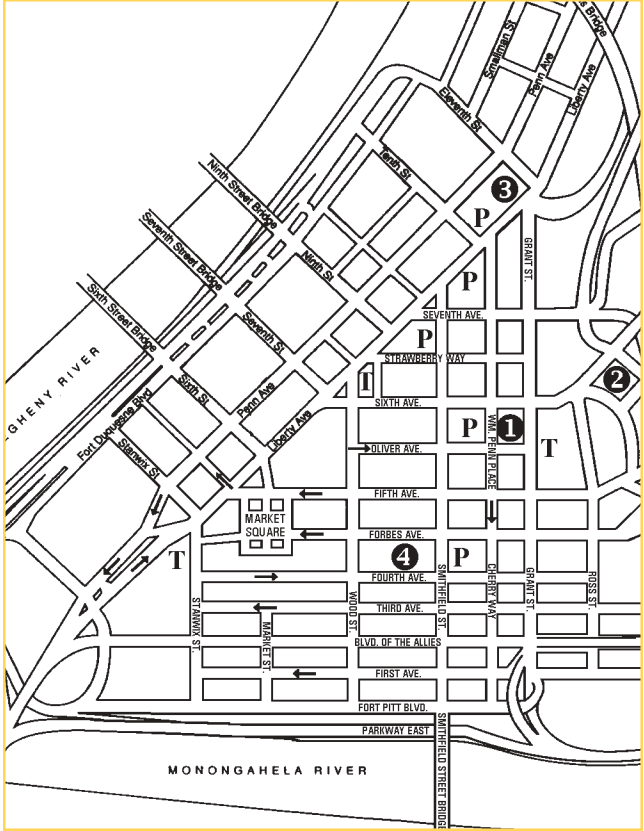 s Bridge
Smallman St
Penn Ave
Liberty Ave
Eleventh St
Tenth St
3
P
Ninth Street Bridge
Seventh Street Bridge
Sixth Street Bridge
Ninth St
GRANT ST.
P
SEVENTH AVE.
P
STRAWBERRY WAY
Seventh St
2
T
Sixth St
Penn Ave
Liberty Ave
SIXTH AVE.
EGHENY RIVER
Fort Duquesne Blvd
Stanwix St
P
WM. PENN PLACE
1
T
OLIVER AVE.
FIFTH AVE.
MARKET
SQUARE
FORBES AVE.
T
4
P
FOURTH AVE.
STANWIX ST.
MARKET ST.
WOOD ST.
SMITHFIELD ST.
CHERRY WAY
GRANT ST.
ROSS ST.
THIRD AVE.
BLVD. OF THE ALLIES
FIRST AVE.
FORT PITT BLVD.
PARKWAY EAST
SMITHFIELD STREET BRIDGE
MONONGAHELA RIVER